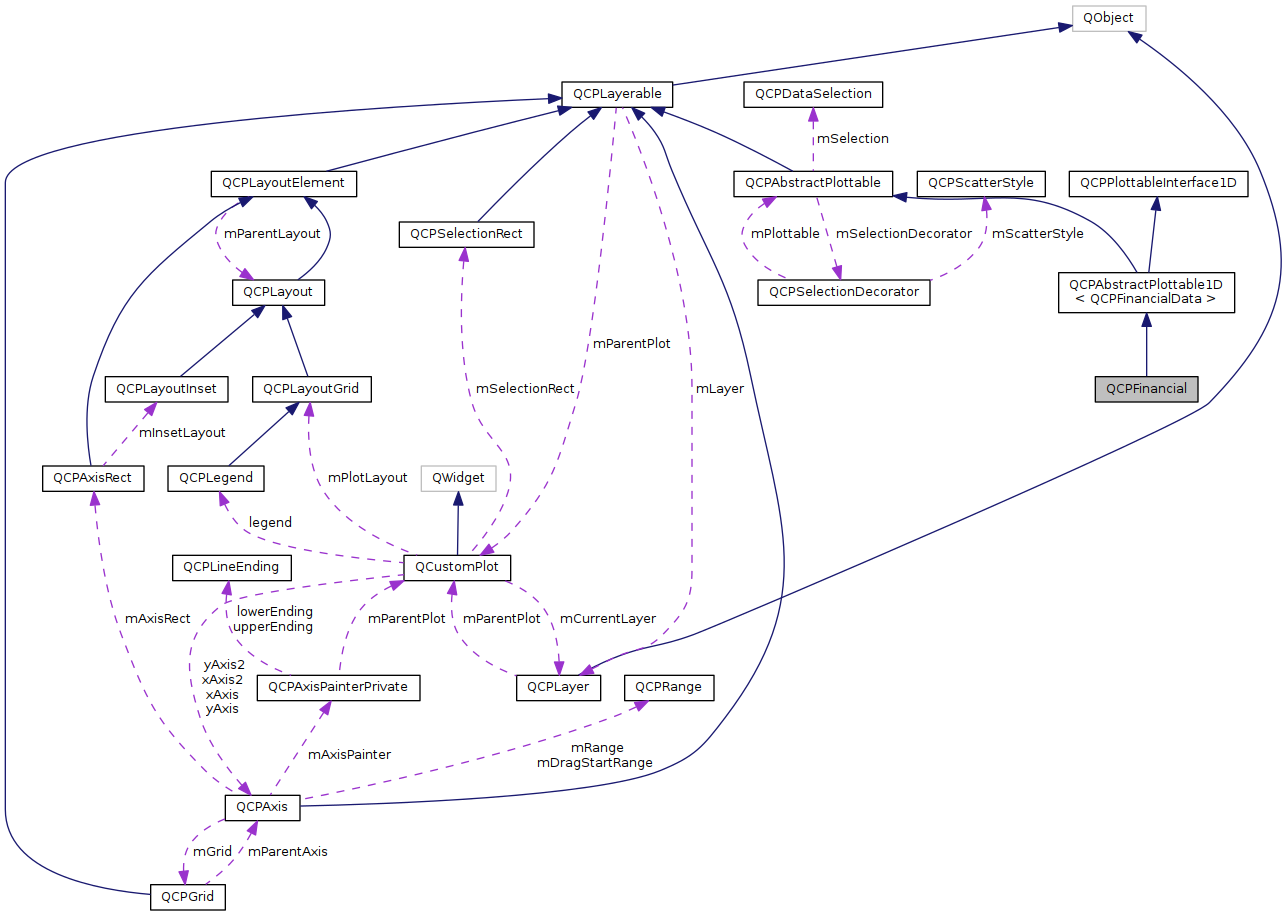 QObject
QCPLayerable
QCPDataSelection
mSelection
QCPLayoutElement
QCPAbstractPlottable
QCPScatterStyle
QCPPlottableInterface1D
mParentLayout
QCPSelectionRect
mPlottable
mSelectionDecorator
mScatterStyle
QCPLayout
QCPSelectionDecorator
QCPAbstractPlottable1D
< QCPFinancialData >
mParentPlot
QCPLayoutInset
QCPLayoutGrid
mSelectionRect
mLayer
QCPFinancial
mInsetLayout
QCPAxisRect
QCPLegend
mPlotLayout
QWidget
legend
QCPLineEnding
QCustomPlot
mAxisRect
lowerEnding
upperEnding
mParentPlot
mParentPlot
mCurrentLayer
yAxis2
xAxis2
xAxis
yAxis
QCPAxisPainterPrivate
QCPLayer
QCPRange
mAxisPainter
mRange
mDragStartRange
QCPAxis
mGrid
mParentAxis
QCPGrid